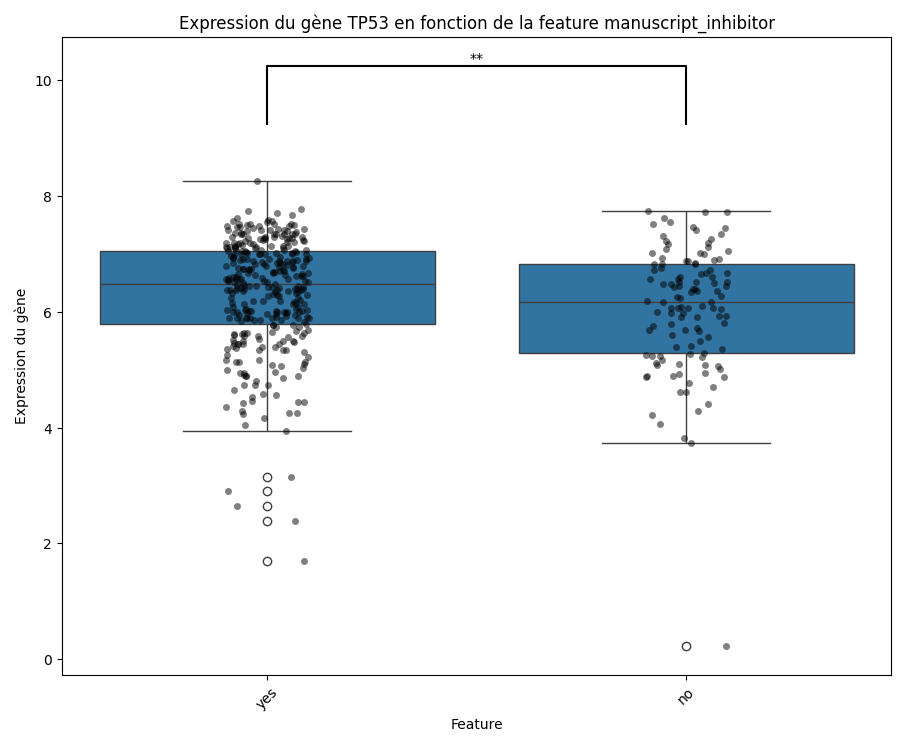 Expression du gène TP53 en fonction de la feature manuscript_inhibitor
**
10
8
6
4
2
0
Expression du gène
yes
no
Feature